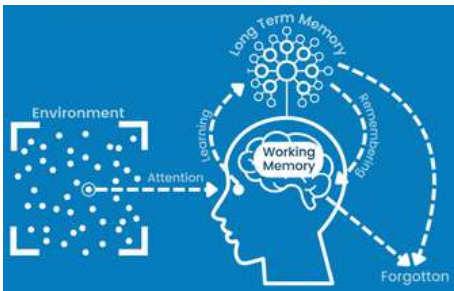 Long Term Memory
Environment
Learning
Remembering
Working
Memory
Attention
Forgotton